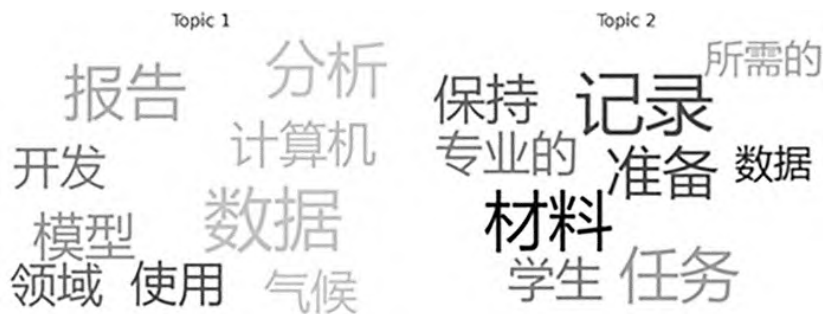 Topic 1
分析
报告
计算机
开发
数据
模型
领域 使用
气候
Topic 2
所需的
保持 记录
专业的
准备 数据
材料
学生 任务